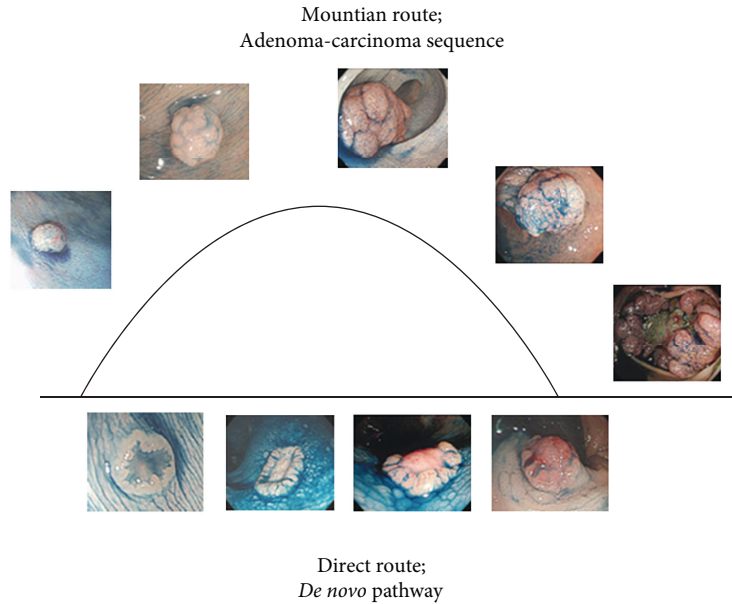 Mountian route;
Adenoma-carcinoma sequence
Direct route;
De novo pathway